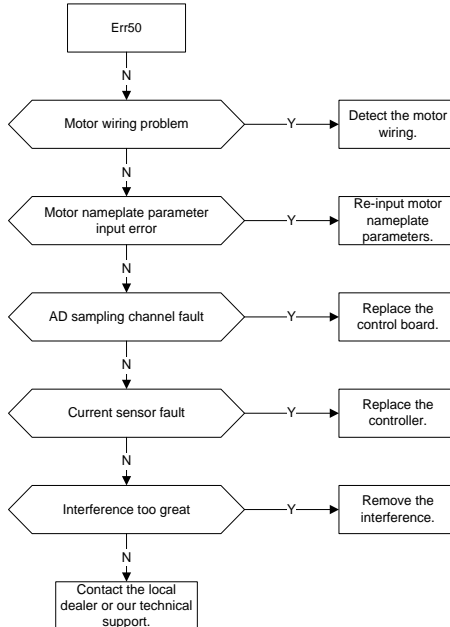 Err50
N
Motor wiring problem
Y
Detect the motor
wiring.
N
Motor nameplate parameter
input error
Y
Re-input motor
nameplate
parameters.
N
AD sampling channel fault
Y
Replace the
control board.
N
Current sensor fault
Y
Replace the
controller.
N
Interference too great
Y
Remove the
interference.
N
Contact the local
dealer or our technical
support.